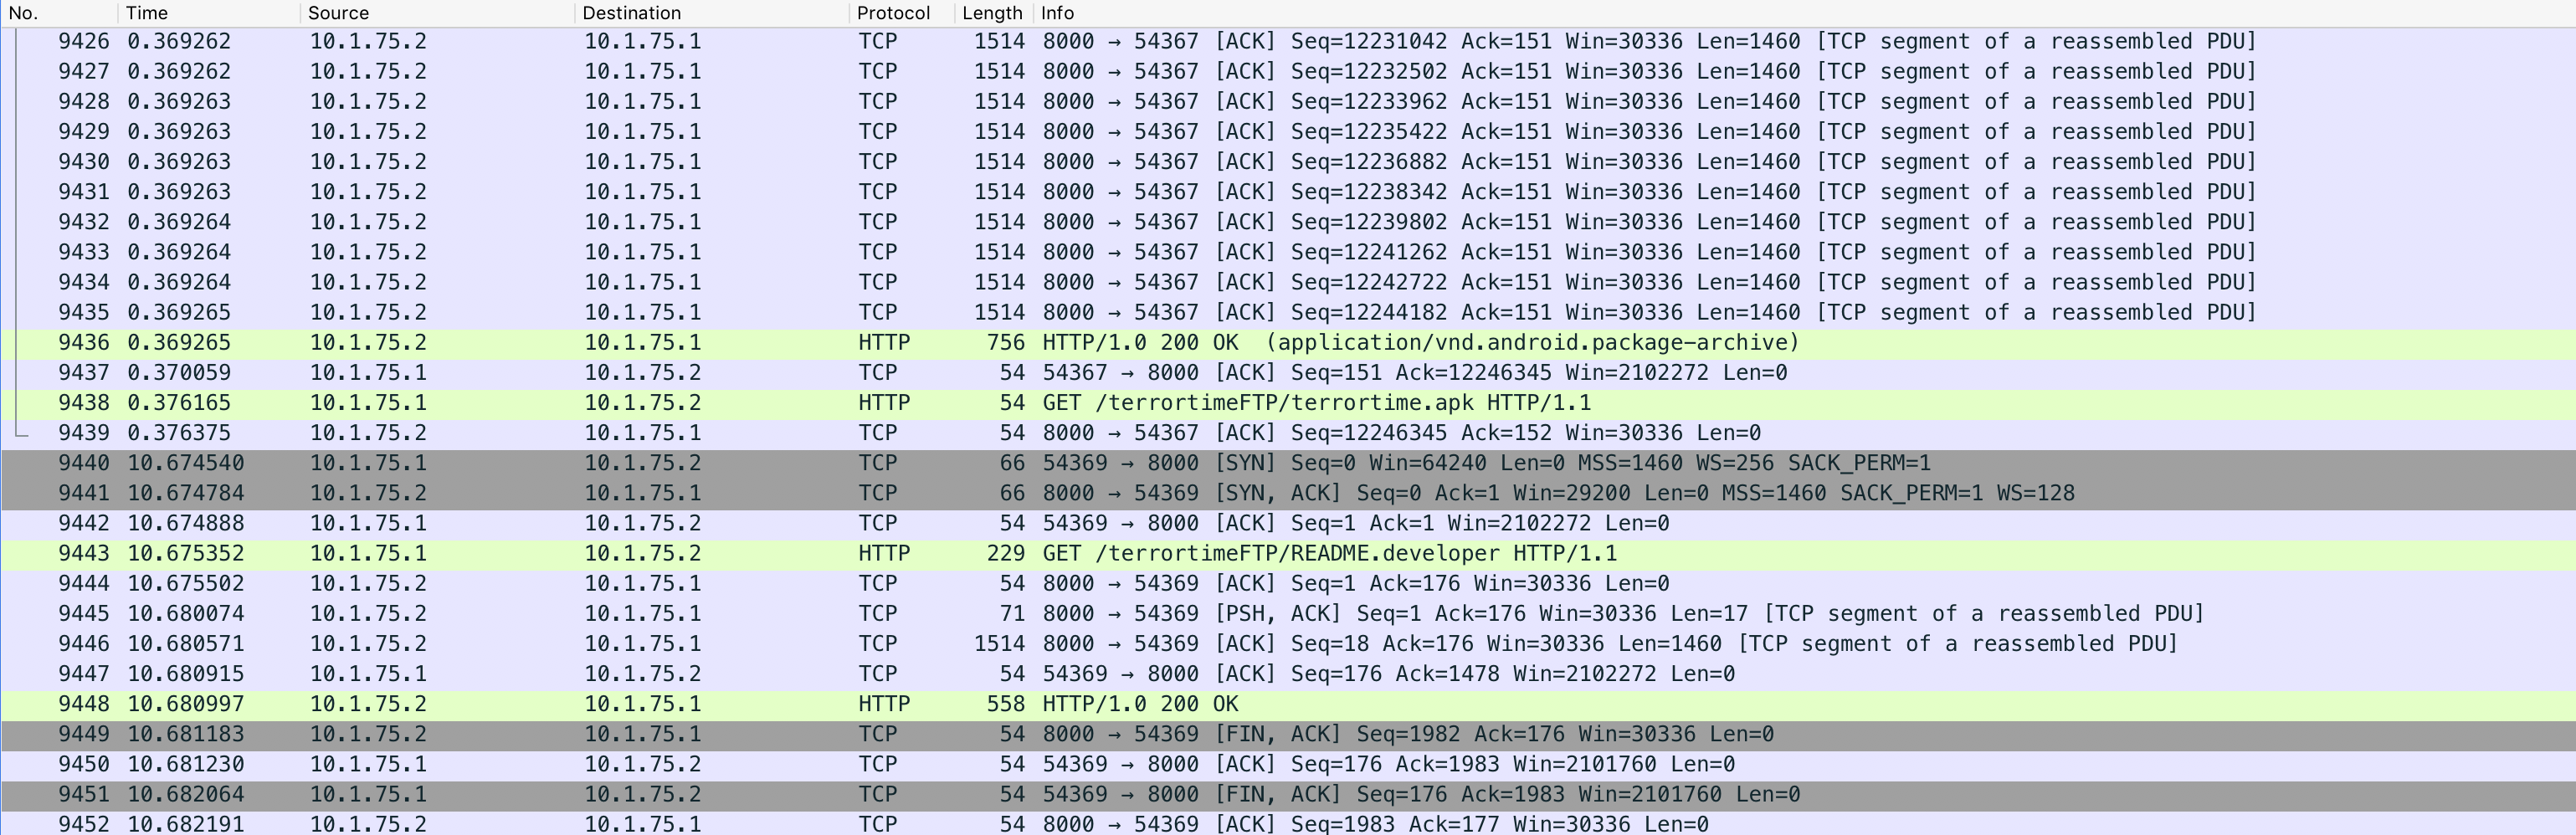 No. Time Source Destination Protocol Length Info
9426 0.369262 10.1.75.2 10.1.75.1 TCP 1514 8000 → 54367 [ACK] Seq=12231042 Ack=151 Win=30336 Len=1460 [TCP segment of a reassembled PDU]
9427 0.369262 10.1.75.2 10.1.75.1 TCP 1514 8000 → 54367 [ACK] Seq=12232502 Ack=151 Win=30336 Len=1460 [TCP segment of a reassembled PDU]
9428 0.369263 10.1.75.2 10.1.75.1 TCP 1514 8000 → 54367 [ACK] Seq=12233962 Ack=151 Win=30336 Len=1460 [TCP segment of a reassembled PDU]
9429 0.369263 10.1.75.2 10.1.75.1 TCP 1514 8000 → 54367 [ACK] Seq=12235422 Ack=151 Win=30336 Len=1460 [TCP segment of a reassembled PDU]
9430 0.369263 10.1.75.2 10.1.75.1 TCP 1514 8000 → 54367 [ACK] Seq=12236882 Ack=151 Win=30336 Len=1460 [TCP segment of a reassembled PDU]
9431 0.369263 10.1.75.2 10.1.75.1 TCP 1514 8000 → 54367 [ACK] Seq=12238342 Ack=151 Win=30336 Len=1460 [TCP segment of a reassembled PDU]
9432 0.369264 10.1.75.2 10.1.75.1 TCP 1514 8000 → 54367 [ACK] Seq=12239802 Ack=151 Win=30336 Len=1460 [TCP segment of a reassembled PDU]
9433 0.369264 10.1.75.2 10.1.75.1 TCP 1514 8000 → 54367 [ACK] Seq=12241262 Ack=151 Win=30336 Len=1460 [TCP segment of a reassembled PDU]
9434 0.369264 10.1.75.2 10.1.75.1 TCP 1514 8000 → 54367 [ACK] Seq=12242722 Ack=151 Win=30336 Len=1460 [TCP segment of a reassembled PDU]
9435 0.369265 10.1.75.2 10.1.75.1 TCP 1514 8000 → 54367 [ACK] Seq=12244182 Ack=151 Win=30336 Len=1460 [TCP segment of a reassembled PDU]
9436 0.369265 10.1.75.2 10.1.75.1 HTTP 756 HTTP/1.0 200 OK (application/vnd.android.package-archive)
9437 0.370059 10.1.75.1 10.1.75.2 TCP 54 54367 → 8000 [ACK] Seq=151 Ack=12246345 Win=2102272 Len=0
9438 0.376165 10.1.75.1 10.1.75.2 HTTP 54 GET /terrortimeFTP/terrortime.apk HTTP/1.1
9439 0.376375 10.1.75.2 10.1.75.1 TCP 54 8000 → 54367 [ACK] Seq=12246345 Ack=152 Win=30336 Len=0
9440 10.674540 10.1.75.1 10.1.75.2 TCP 66 54369 → 8000 [SYN] Seq=0 Win=64240 Len=0 MSS=1460 WS=256 SACK_PERM=1
9441 10.674784 10.1.75.2 10.1.75.1 TCP 66 8000 → 54369 [SYN, ACK] Seq=0 Ack=1 Win=29200 Len=0 MSS=1460 SACK_PERM=1 WS=128
9442 10.674888 10.1.75.1 10.1.75.2 TCP 54 54369 → 8000 [ACK] Seq=1 Ack=1 Win=2102272 Len=0
9443 10.675352 10.1.75.1 10.1.75.2 HTTP 229 GET /terrortimeFTP/README.developer HTTP/1.1
9444 10.675502 10.1.75.2 10.1.75.1 TCP 54 8000 → 54369 [ACK] Seq=1 Ack=176 Win=30336 Len=0
9445 10.680074 10.1.75.2 10.1.75.1 TCP 71 8000 → 54369 [PSH, ACK] Seq=1 Ack=176 Win=30336 Len=17 [TCP segment of a reassembled PDU]
9446 10.680571 10.1.75.2 10.1.75.1 TCP 1514 8000 → 54369 [ACK] Seq=18 Ack=176 Win=30336 Len=1460 [TCP segment of a reassembled PDU]
9447 10.680915 10.1.75.1 10.1.75.2 TCP 54 54369 → 8000 [ACK] Seq=176 Ack=1478 Win=2102272 Len=0
9448 10.680997 10.1.75.2 10.1.75.1 HTTP 558 HTTP/1.0 200 OK
9449 10.681183 10.1.75.2 10.1.75.1 TCP 54 8000 → 54369 [FIN, ACK] Seq=1982 Ack=176 Win=30336 Len=0
9450 10.681230 10.1.75.1 10.1.75.2 TCP 54 54369 → 8000 [ACK] Seq=176 Ack=1983 Win=2101760 Len=0
9451 10.682064 10.1.75.1 10.1.75.2 TCP 54 54369 → 8000 [FIN, ACK] Seq=176 Ack=1983 Win=2101760 Len=0
9452 10.682191 10.1.75.2 10.1.75.1 TCP 54 8000 → 54369 [ACK] Seq=1983 Ack=177 Win=30336 Len=0